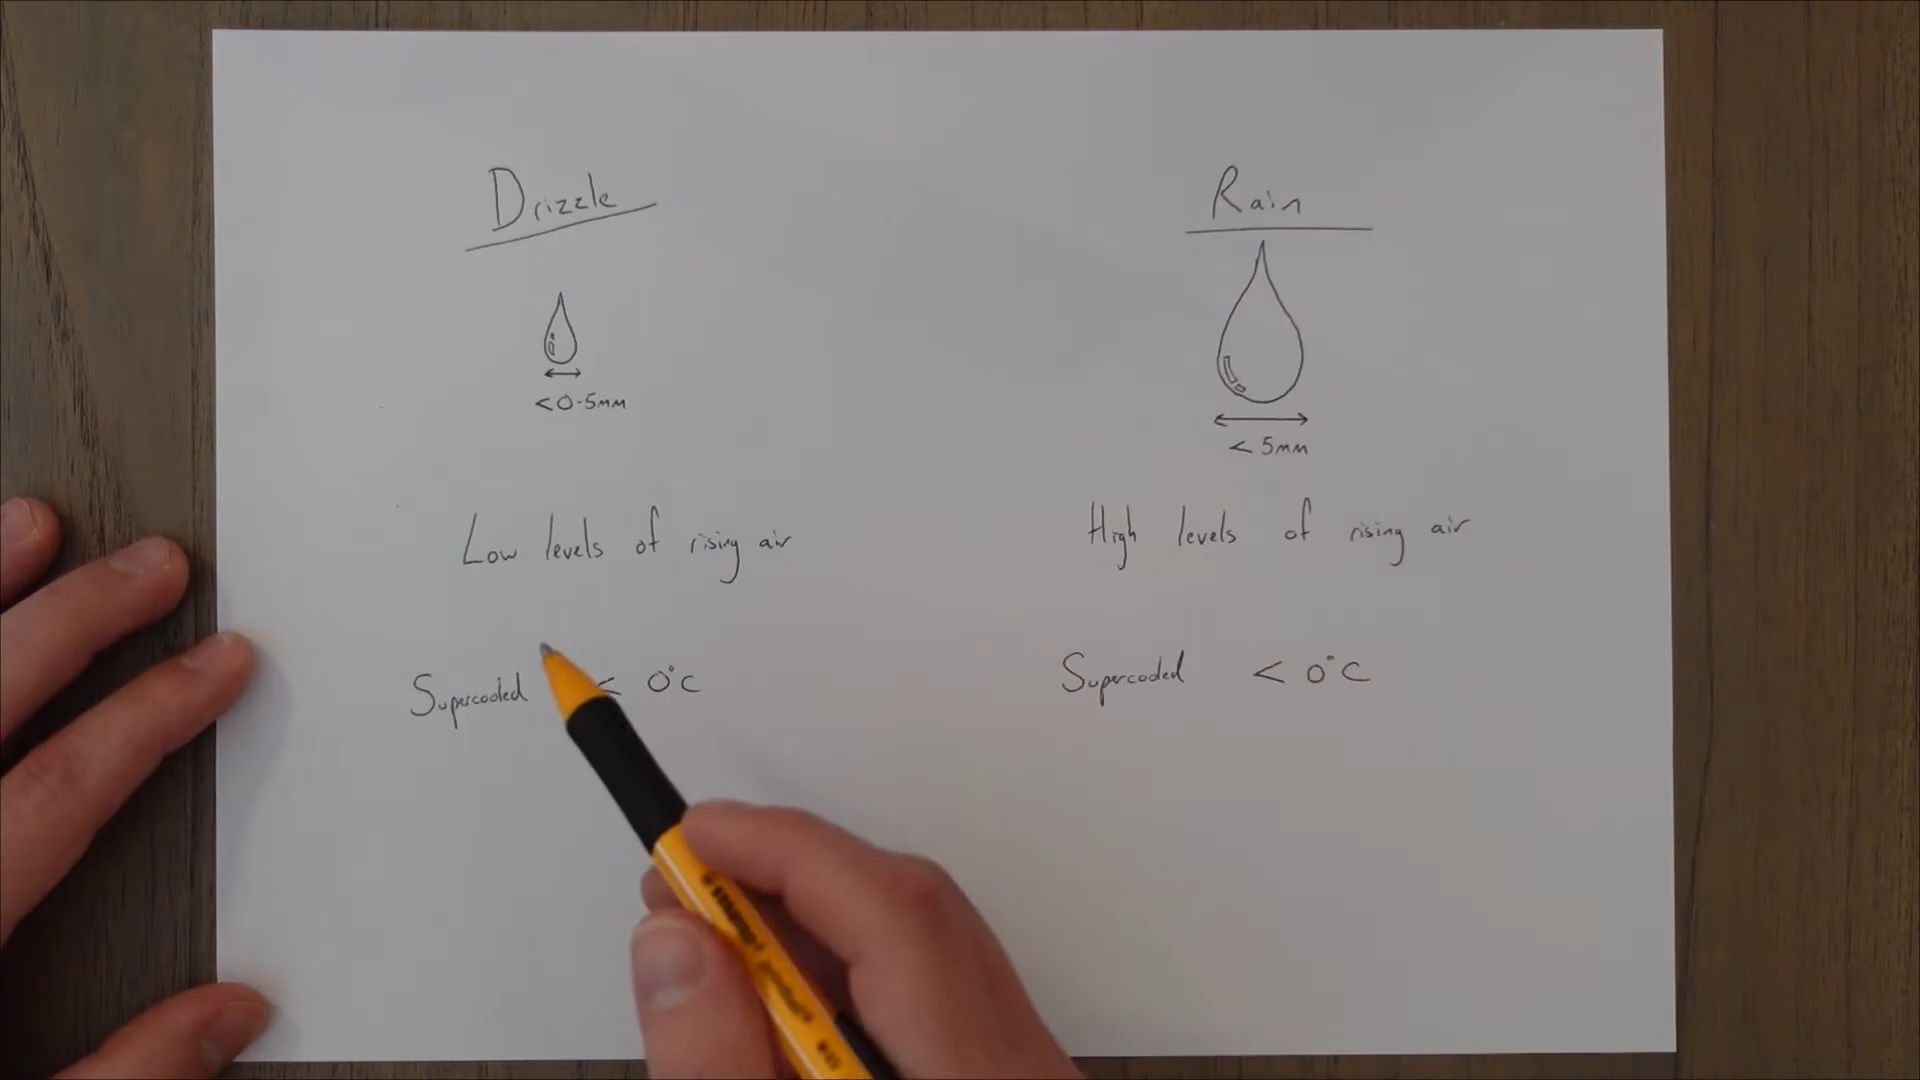 Drizzle
<0.5mm
Low levels of rising air
Supercooled < 0°C
Rain
< 5mm
High levels of rising air
Supercooled < 0°C